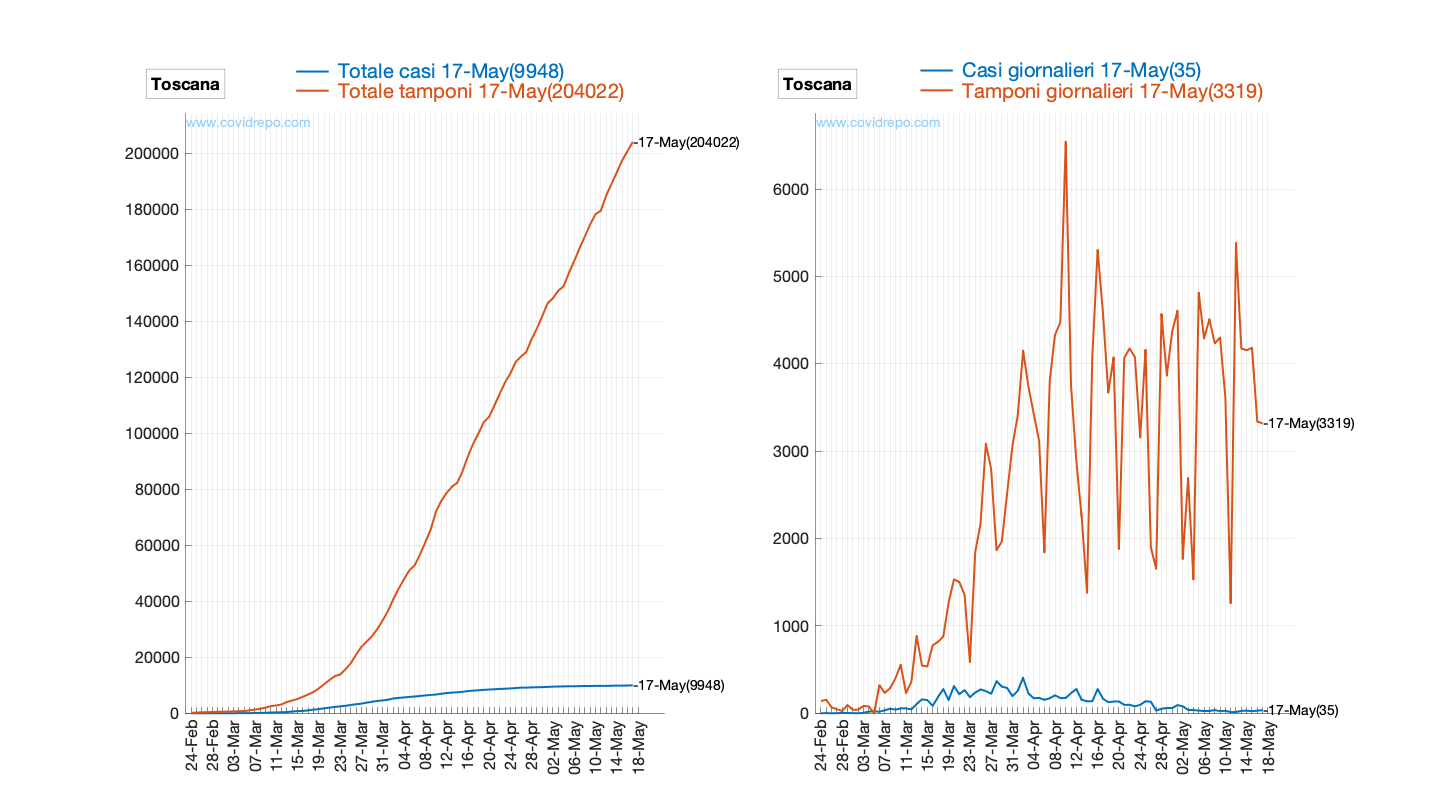 Toscana
Totale casi 17-May(9948)
Totale tamponi 17-May(204022)
www.covidrepo.com
200000
180000
160000
140000
120000
100000
80000
60000
40000
20000
0
-17-May(204022)
-17-May(9948)
24-Feb
28-Feb
03-Mar
07-Mar
11-Mar
15-Mar
19-Mar
23-Mar
27-Mar
31-Mar
04-Apr
08-Apr
12-Apr
16-Apr
20-Apr
24-Apr
28-Apr
02-May
06-May
10-May
14-May
18-May
Toscana
Casi giornalieri 17-May(35)
Tamponi giornalieri 17-May(3319)
www.covidrepo.com
6000
5000
4000
3000
2000
1000
0
-17-May(3319)
-17-May(35)
24-Feb
28-Feb
03-Mar
07-Mar
11-Mar
15-Mar
19-Mar
23-Mar
27-Mar
31-Mar
04-Apr
08-Apr
12-Apr
16-Apr
20-Apr
24-Apr
28-Apr
02-May
06-May
10-May
14-May
18-May